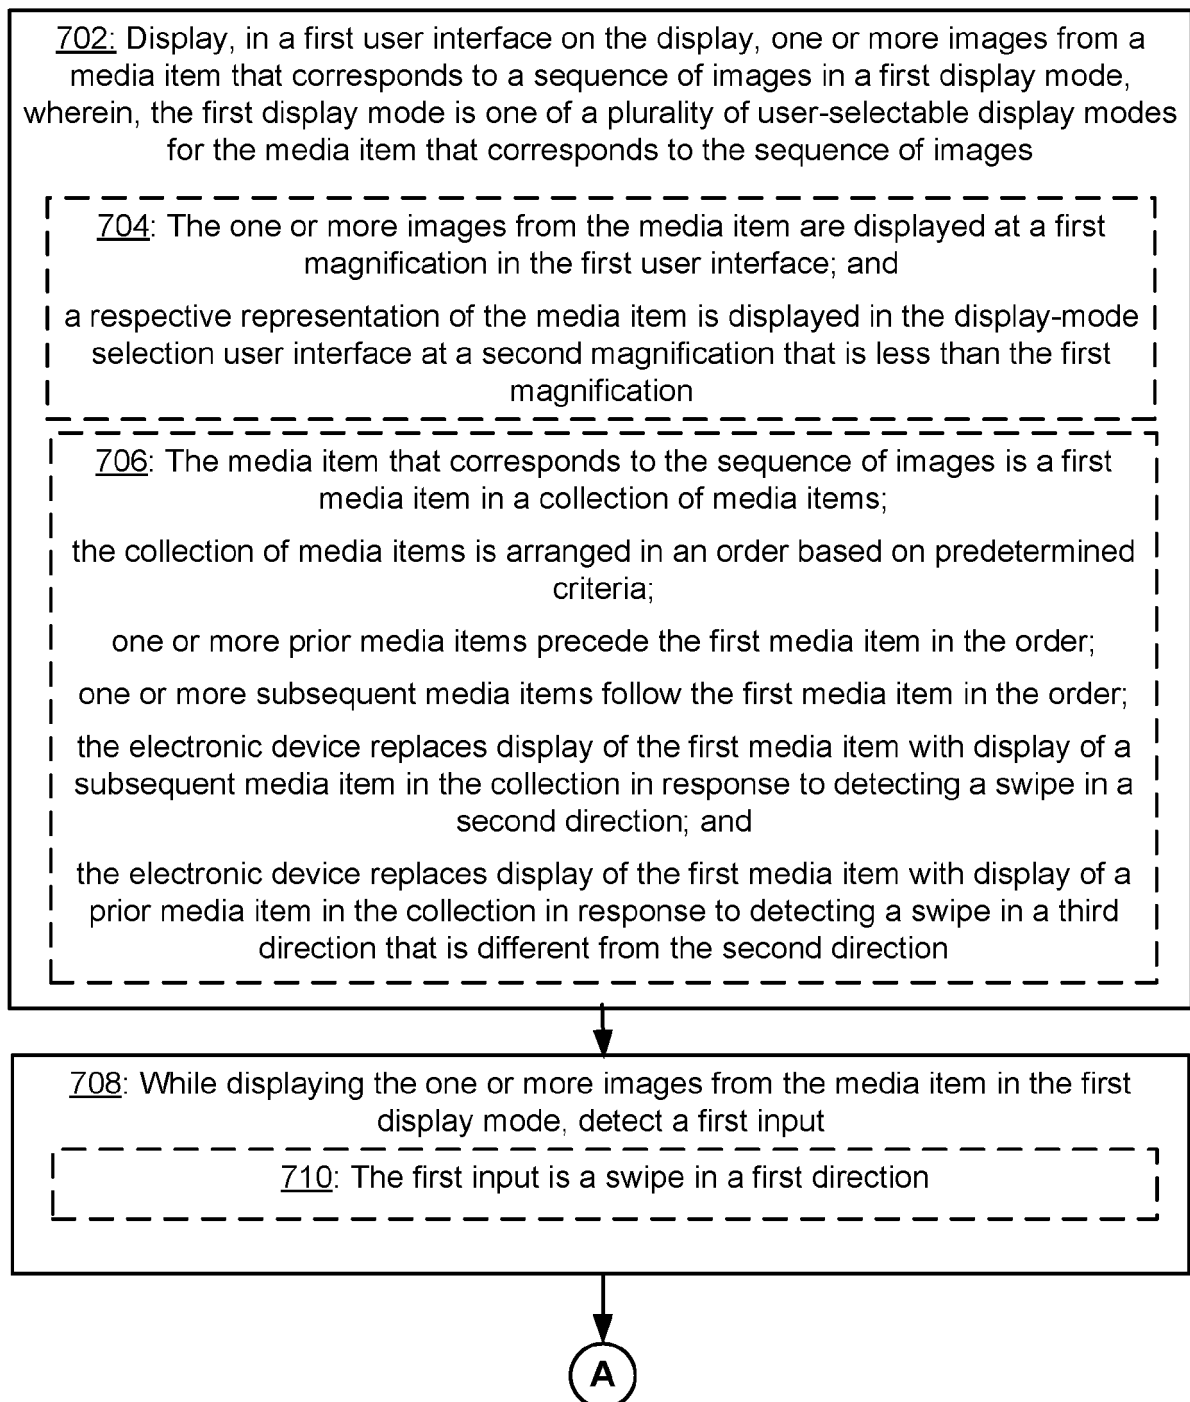 702: Display, in a first user interface on the display, one or more images from a
media item that corresponds to a sequence of images in a first display mode,
wherein, the first display mode is one of a plurality of user-selectable display modes
for the media item that corresponds to the sequence of images
704: The one or more images from the media item are displayed at a first
magnification in the first user interface; and
a respective representation of the media item is displayed in the display-mode
selection user interface at a second magnification that is less than the first
magnification
706: The media item that corresponds to the sequence of images is a first
media item in a collection of media items;
the collection of media items is arranged in an order based on predetermined
criteria;
one or more prior media items precede the first media item in the order;
one or more subsequent media items follow the first media item in the order;
the electronic device replaces display of the first media item with display of a
subsequent media item in the collection in response to detecting a swipe in a
second direction; and
the electronic device replaces display of the first media item with display of a
prior media item in the collection in response to detecting a swipe in a third
direction that is different from the second direction
708: While displaying the one or more images from the media item in the first
display mode, detect a first input
710: The first input is a swipe in a first direction
A